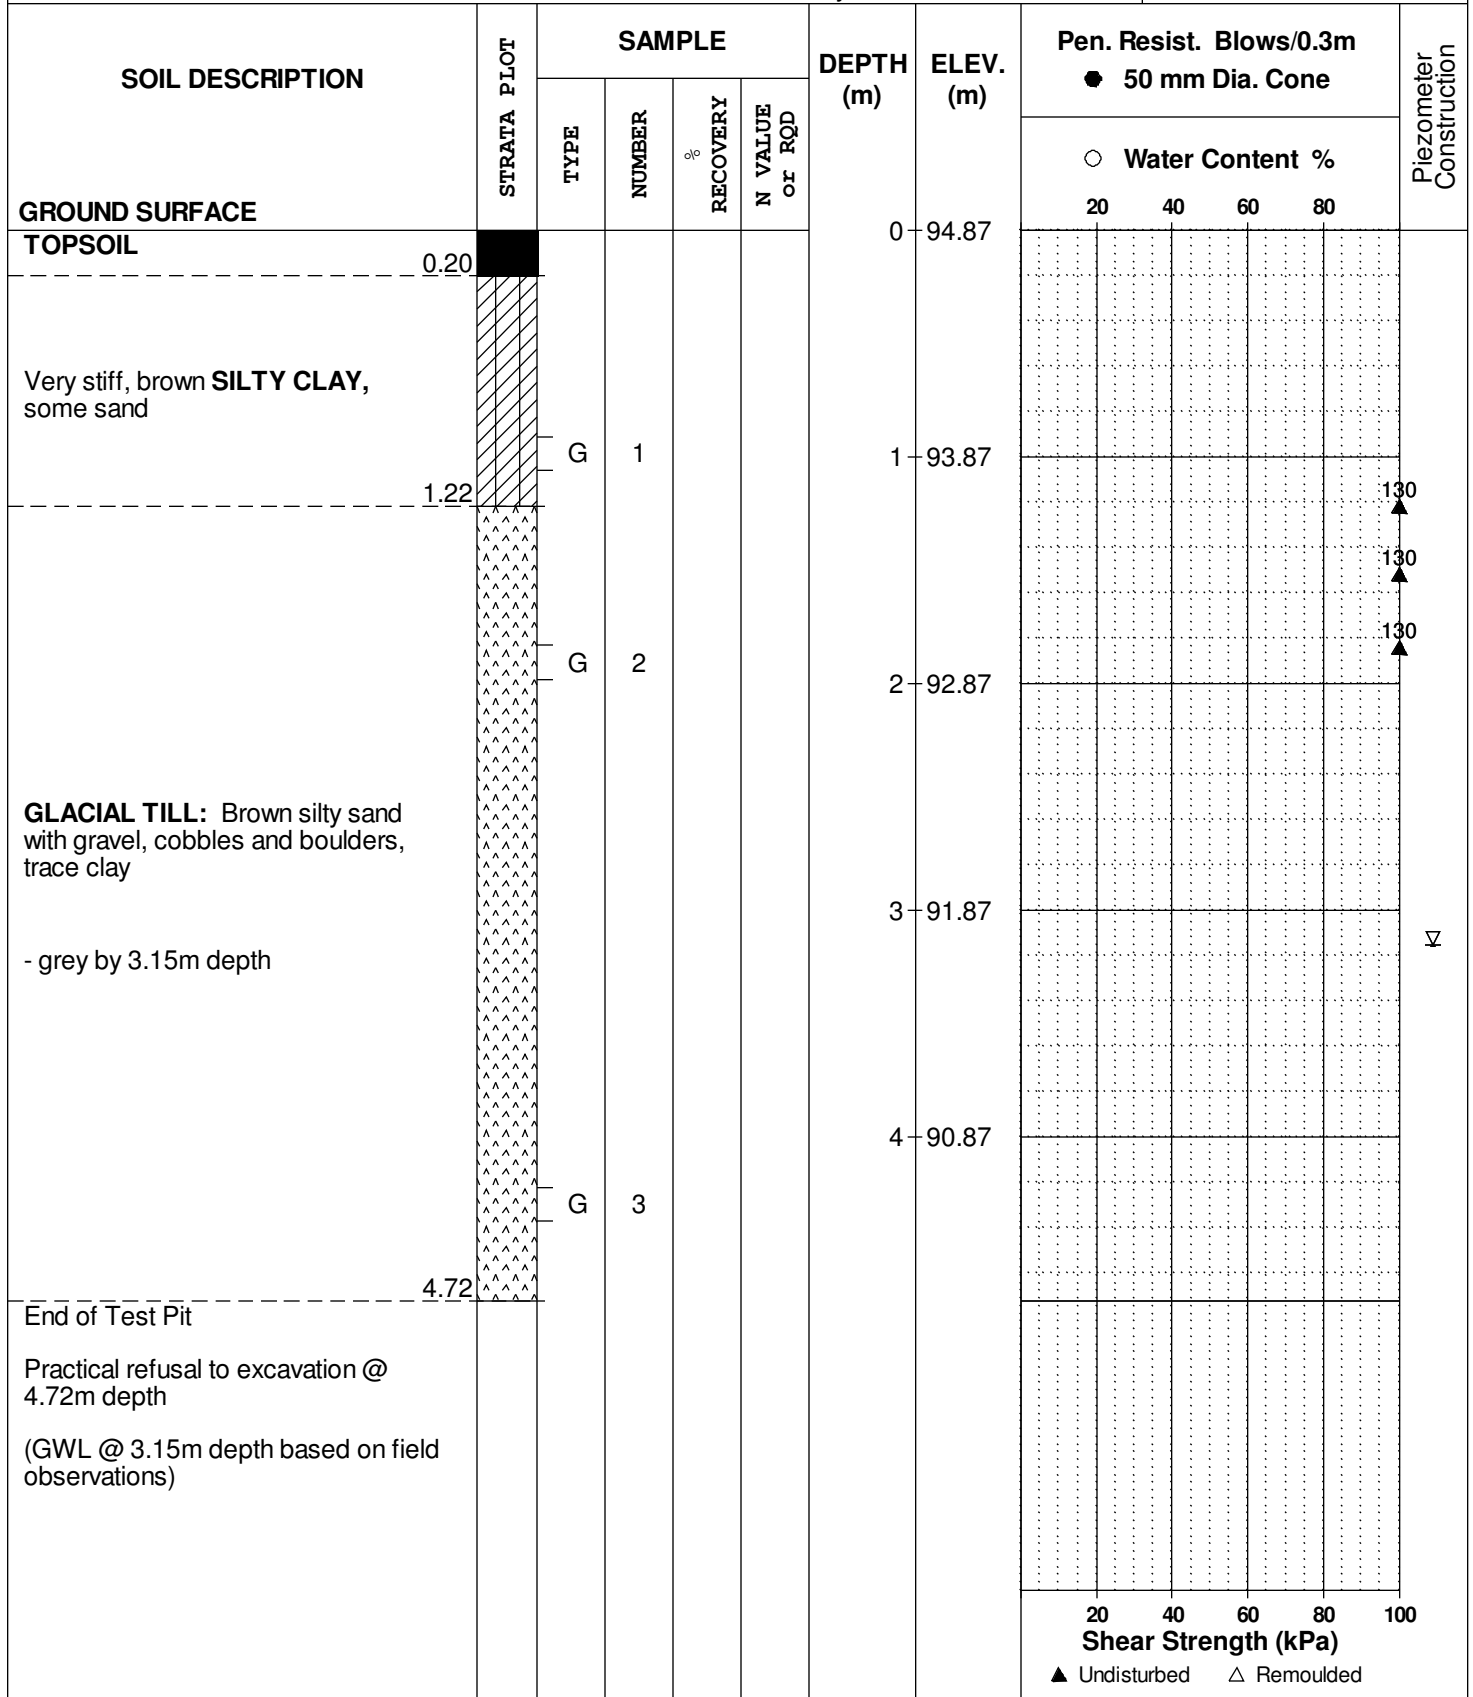 SOIL DESCRIPTION
GROUND SURFACE
STRATA PLOT
SAMPLE
TYPE
NUMBER
%
RECOVERY
N VALUE
or RQD
DEPTH
(m)
ELEV.
(m)
Pen. Resist. Blows/0.3m
● 50 mm Dia. Cone
○ Water Content %
20 40 60 80
Piezometer
Construction
TOPSOIL
0.20
0 94.87
Very stiff, brown SILTY CLAY,
some sand
G 1
1 93.87
1.22
130
130
130
G 2
2 92.87
GLACIAL TILL: Brown silty sand
with gravel, cobbles and boulders,
trace clay
3 91.87
- grey by 3.15m depth
4 90.87
G 3
4.72
End of Test Pit
Practical refusal to excavation @
4.72m depth
(GWL @ 3.15m depth based on field
observations)
20 40 60 80 100
Shear Strength (kPa)
▲ Undisturbed △ Remoulded